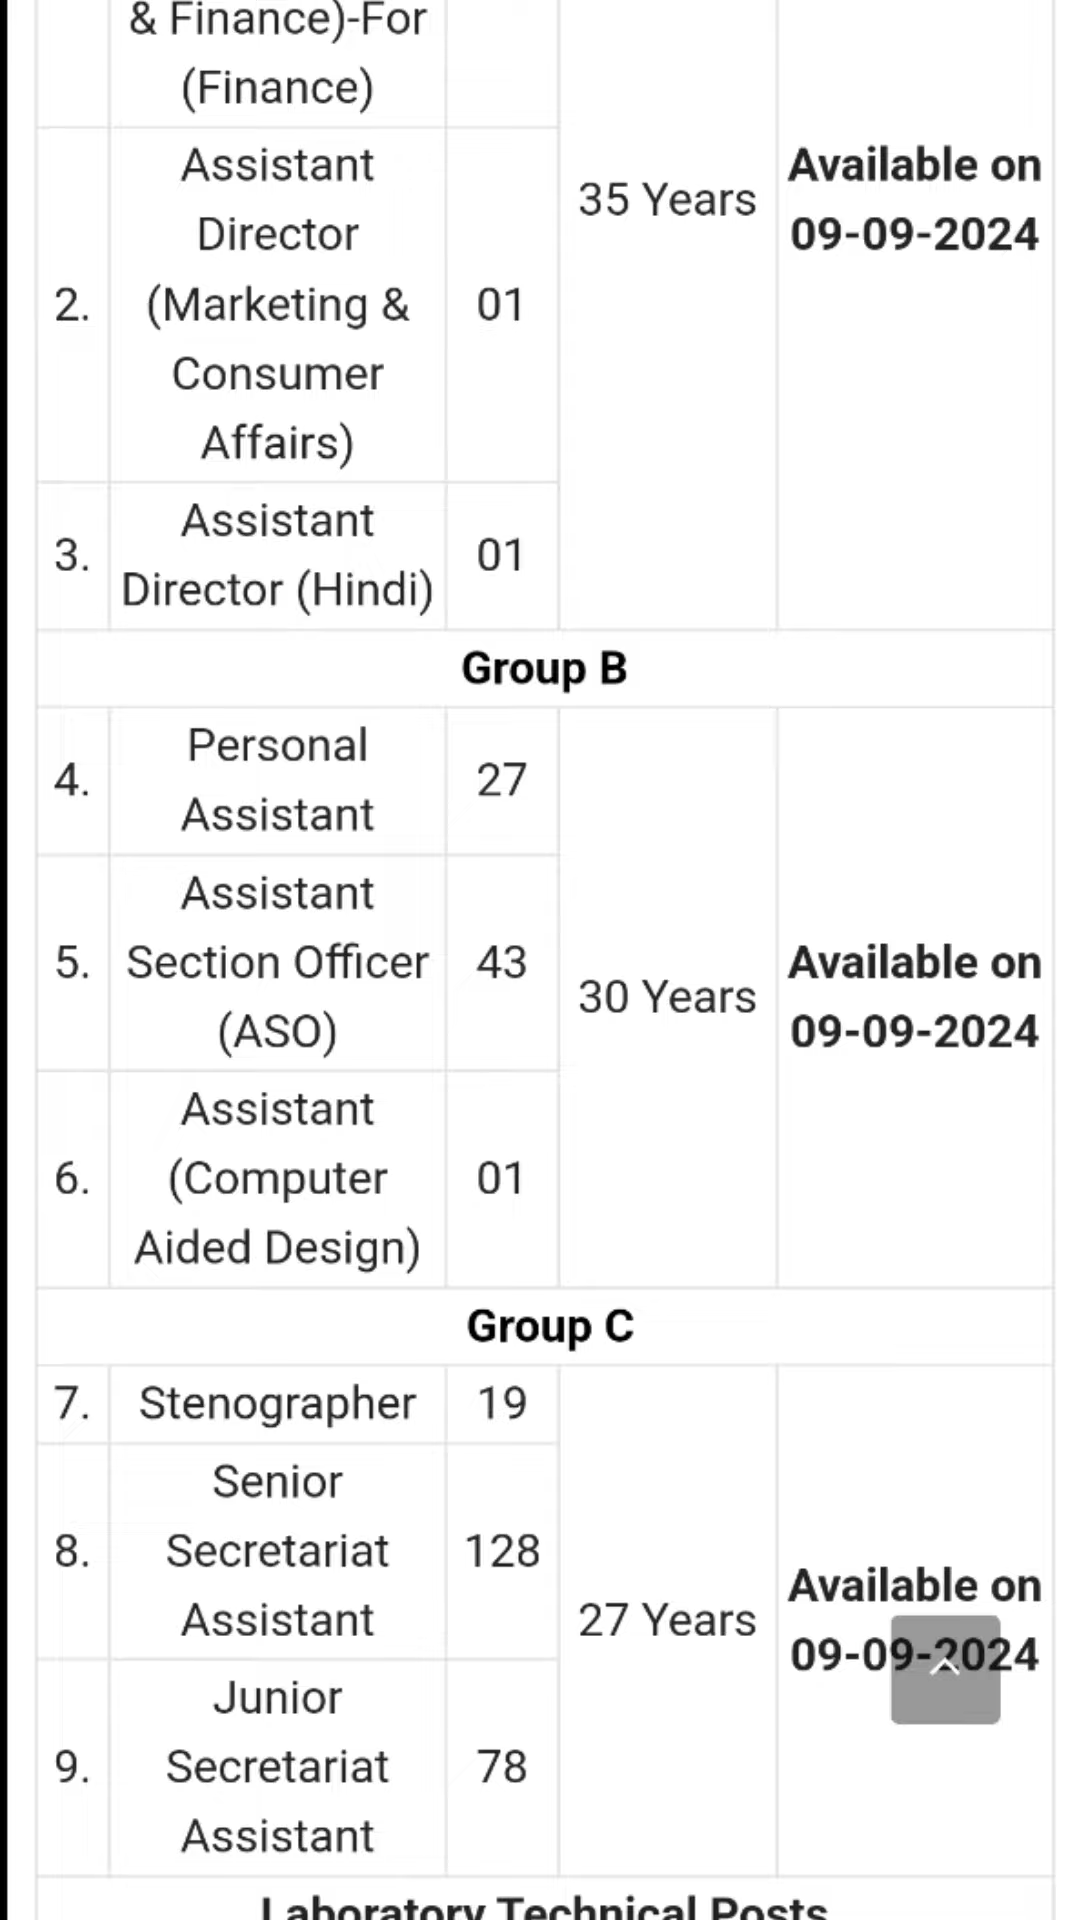 & Finance)-For
(Finance)
35 Years
Available on
09-09-2024
2.
Assistant
Director
(Marketing &
Consumer
Affairs)
01
3.
Assistant
Director (Hindi)
01
Group B
4.
Personal
Assistant
27
30 Years
Available on
09-09-2024
5.
Assistant
Section Officer
(ASO)
43
6.
Assistant
(Computer
Aided Design)
01
Group C
7.
Stenographer
19
27 Years
Available on
09-09-2024
8.
Senior
Secretariat
Assistant
128
9.
Junior
Secretariat
Assistant
78
Laboratory Technical Posts